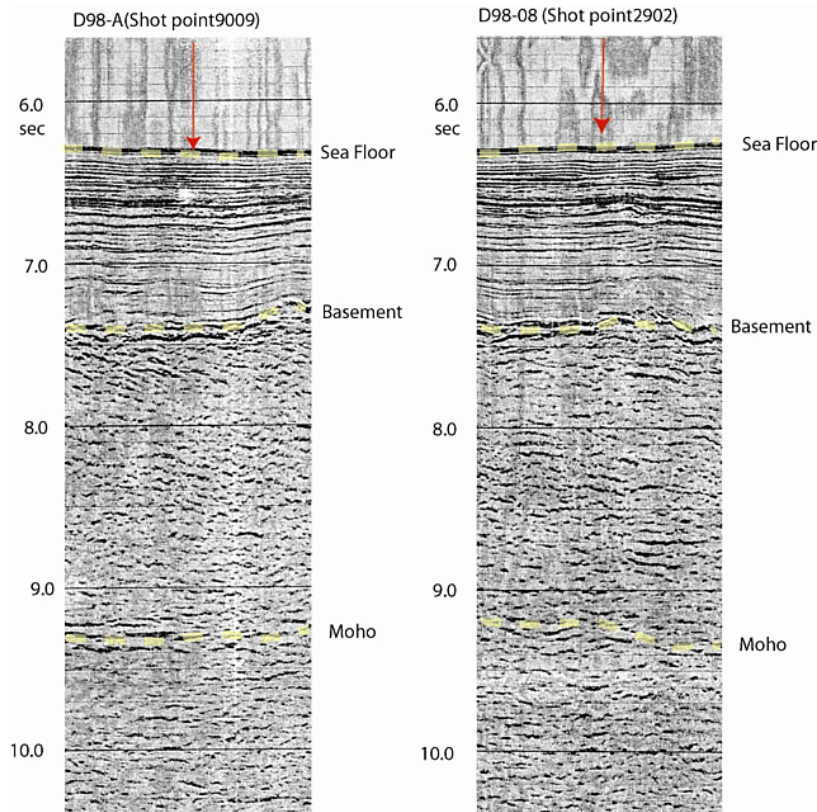 D98-A(Shot point9009)
6.0
sec
Sea Floor
7.0
Basement
8.0
9.0
Moho
10.0
D98-08 (Shot point2902)
6.0
sec
Sea Floor
7.0
Basement
8.0
9.0
Moho
10.0